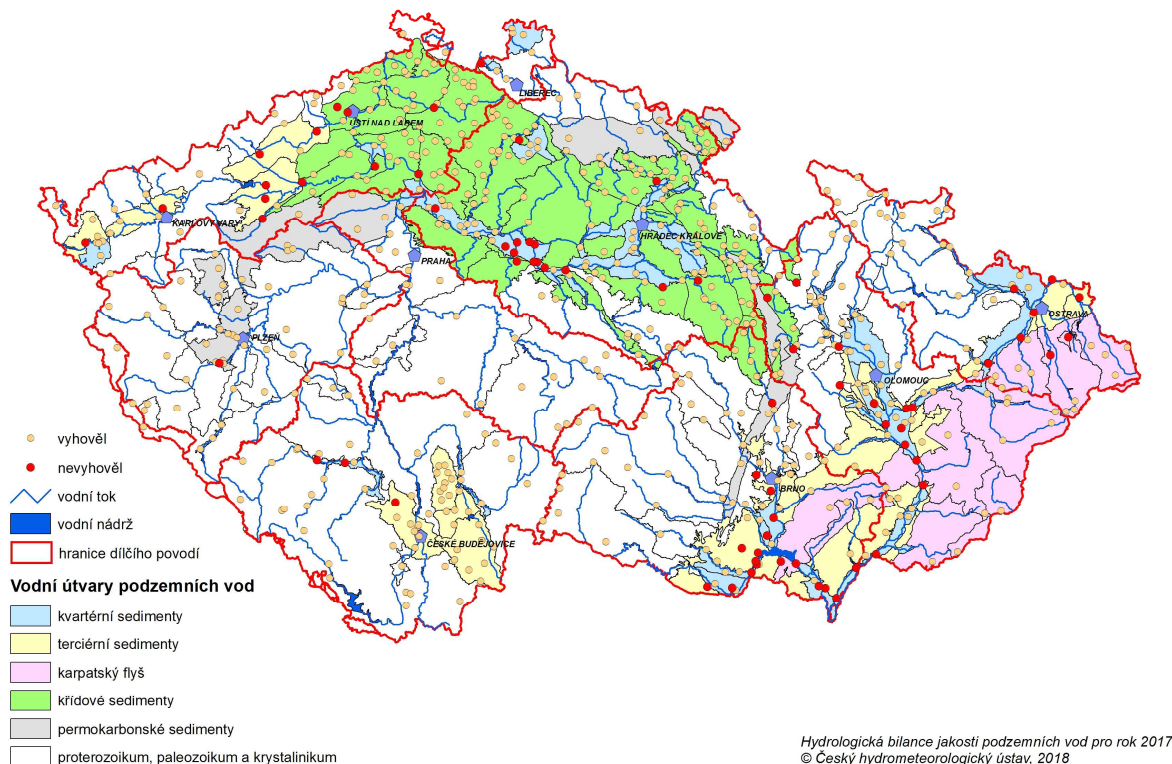 LIBEREC
ÚSTÍ NAD LABEM
KARLOVY VARY
HRADEC KRÁLOVÉ
PRAHA
OSTRAVA
PLZEŇ
OLOMOUC
BRNO
ČESKÉ BUDĚJOVICE
vyhověl
nevyhověl
vodní tok
vodní nádrž
hranice dílčího povodí
Vodní útvary podzemních vod
kvartérní sedimenty
terciérní sedimenty
karpatský flyš
křídové sedimenty
permokarbonské sedimenty
proterozoikum, paleozoikum a krystalinikum
Hydrologická bilance jakosti podzemních vod pro rok 2017
© Český hydrometeorologický ústav, 2018